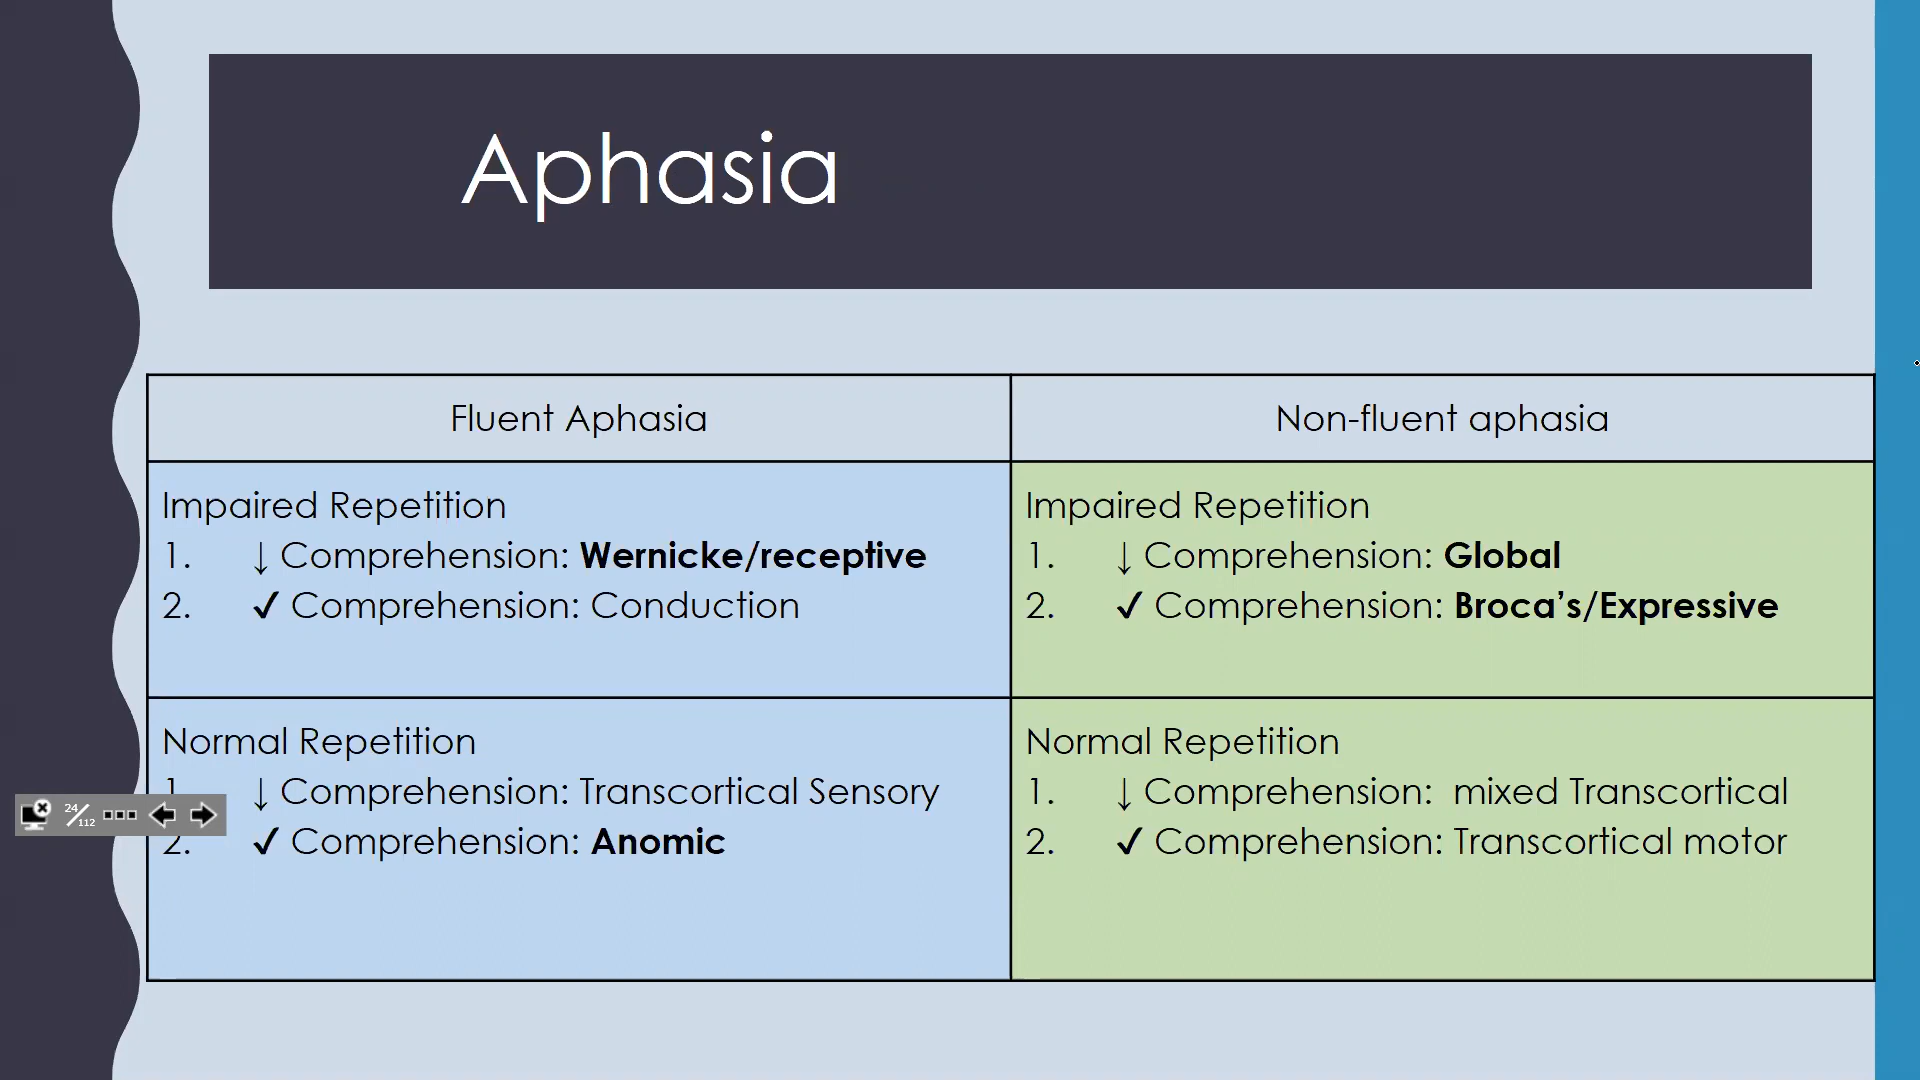 Aphasia
Fluent Aphasia
Non-fluent aphasia
Impaired Repetition
1. ↓ Comprehension: Wernicke/receptive
2. ✓ Comprehension: Conduction
Impaired Repetition
1. ↓ Comprehension: Global
2. ✓ Comprehension: Broca’s/Expressive
Normal Repetition
1. ↓ Comprehension: Transcortical Sensory
2. ✓ Comprehension: Anomic
Normal Repetition
1. ↓ Comprehension: mixed Transcortical
2. ✓ Comprehension: Transcortical motor
24/112